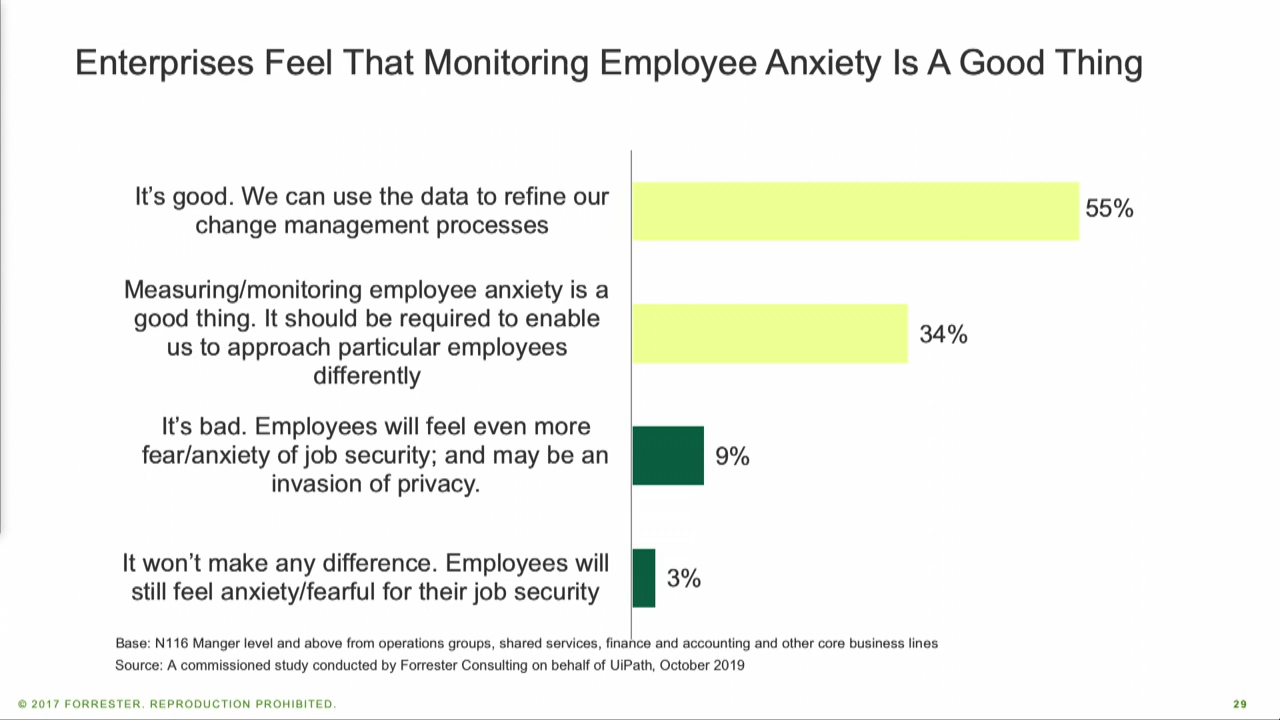 Enterprises Feel That Monitoring Employee Anxiety Is A Good Thing
It’s good. We can use the data to refine our
change management processes
55%
Measuring/monitoring employee anxiety is a
good thing. It should be required to enable
us to approach particular employees
differently
34%
It’s bad. Employees will feel even more
fear/anxiety of job security; and may be an
invasion of privacy.
9%
It won’t make any difference. Employees will
still feel anxiety/fearful for their job security
3%
Base: N116 Manger level and above from operations groups, shared services, finance and accounting and other core business lines
Source: A commissioned study conducted by Forrester Consulting on behalf of UiPath, October 2019
© 2017 FORRESTER. REPRODUCTION PROHIBITED.
29